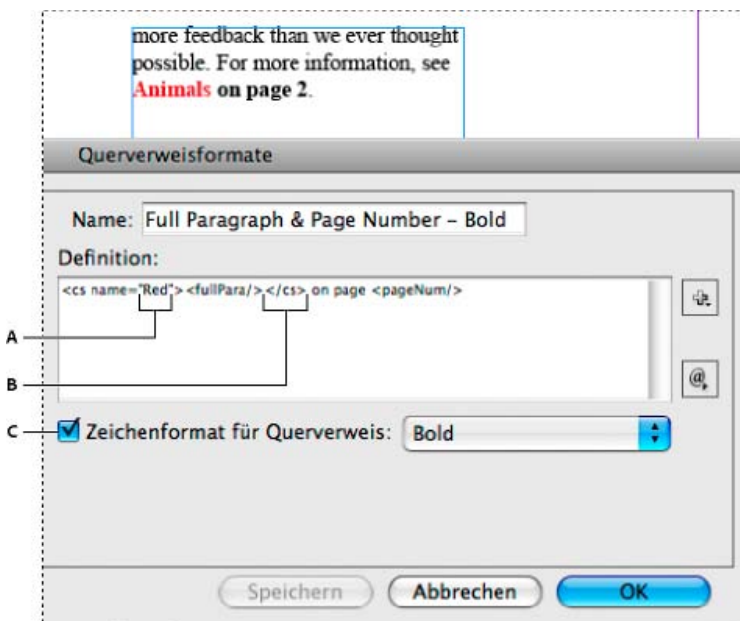 more feedback than we ever thought
possible. For more information, see
Animals on page 2.
Querverweisformate
Name: Full Paragraph & Page Number – Bold
Definition:
<cs name="Red"><fullPara/></cs> on page <pageNum/>
A
B
@
C
Zeichenformat für Querverweis: Bold
Speichern Abbrechen OK